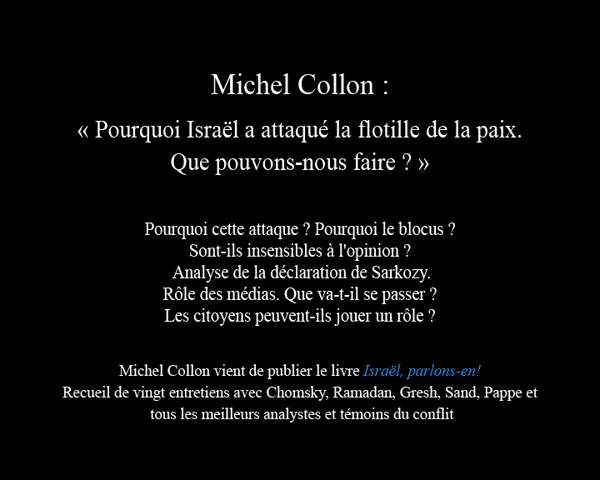 Michel Collon :
« Pourquoi Israël a attaqué la flotille de la paix.
Que pouvons-nous faire ? »
Pourquoi cette attaque ? Pourquoi le blocus ?
Sont-ils insensibles à l'opinion ?
Analyse de la déclaration de Sarkozy.
Rôle des médias. Que va-t-il se passer ?
Les citoyens peuvent-ils jouer un rôle ?
Michel Collon vient de publier le livre Israël, parlons-en!
Recueil de vingt entretiens avec Chomsky, Ramadan, Gresh, Sand, Pappe et
tous les meilleurs analystes et témoins du conflit